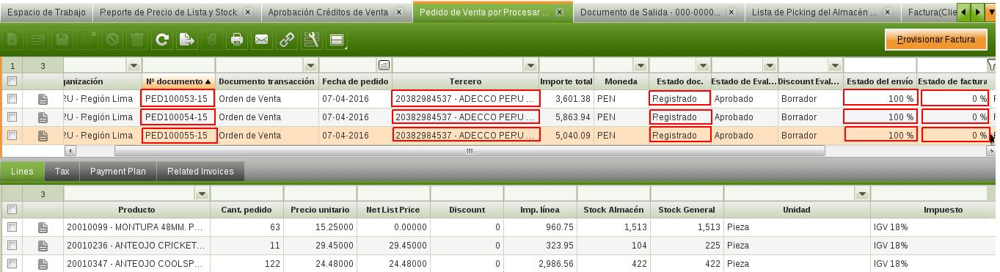 Espacio de Trabajo Reporte de Precio de Lista y Stock Aprobación Créditos de Venta Pedido de Venta por Procesar ... Documento de Salida - 000-0000... Lista de Picking del Almacén ... Factura(Clie
Provisionar Factura
1 3
ganización Nº documento Documento transacción Fecha de pedido Tercero Importe total Moneda Estado doc. Estado de Eval... Discount Eval... Estado del envío Estado de factura
RU - Región Lima PED100053-15 Orden de Venta 07-04-2016 20382984537 - ADECCO PERU ... 3,601.38 PEN Registrado Aprobado Borrador 100 % 0 %
RU - Región Lima PED100054-15 Orden de Venta 07-04-2016 20382984537 - ADECCO PERU ... 5,863.94 PEN Registrado Aprobado Borrador 100 % 0 %
RU - Región Lima PED100055-15 Orden de Venta 07-04-2016 20382984537 - ADECCO PERU ... 5,040.09 PEN Registrado Aprobado Borrador 100 % 0 %
Lines Tax Payment Plan Related Invoices
3
Producto Cant. pedido Precio unitario Net List Price Discount Imp. línea Stock Almacén Stock General Unidad Impuesto
20010099 - MONTURA 48MM. P... 63 15.25000 0.00000 0 960.75 1,513 1,513 Pieza IGV 18%
20010236 - ANTEOJO CRICKET... 11 29.45000 29.45000 0 323.95 104 225 Pieza IGV 18%
20010347 - ANTEOJO COOLSP... 122 24.48000 24.48000 0 2,986.56 422 422 Pieza IGV 18%